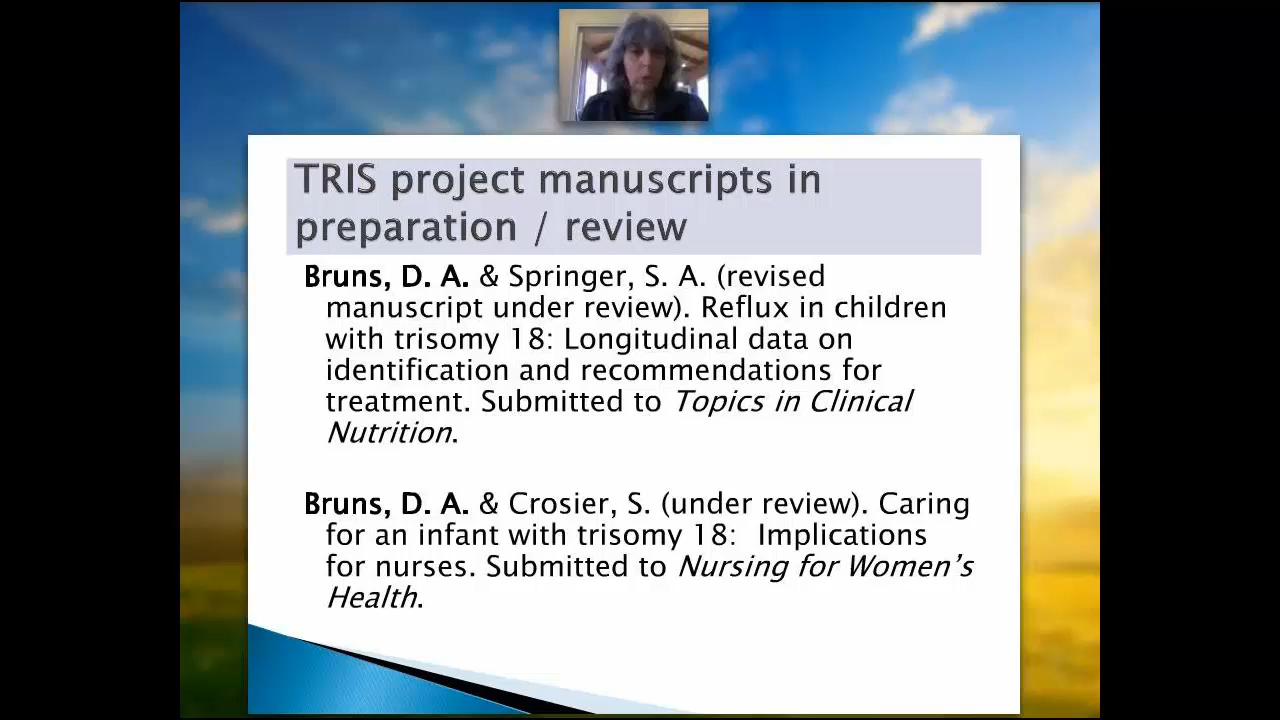 TRIS project manuscripts in
preparation / review
Bruns, D. A. & Springer, S. A. (revised
manuscript under review). Reflux in children
with trisomy 18: Longitudinal data on
identification and recommendations for
treatment. Submitted to Topics in Clinical
Nutrition.
Bruns, D. A. & Crosier, S. (under review). Caring
for an infant with trisomy 18:  Implications
for nurses. Submitted to Nursing for Women’s
Health.